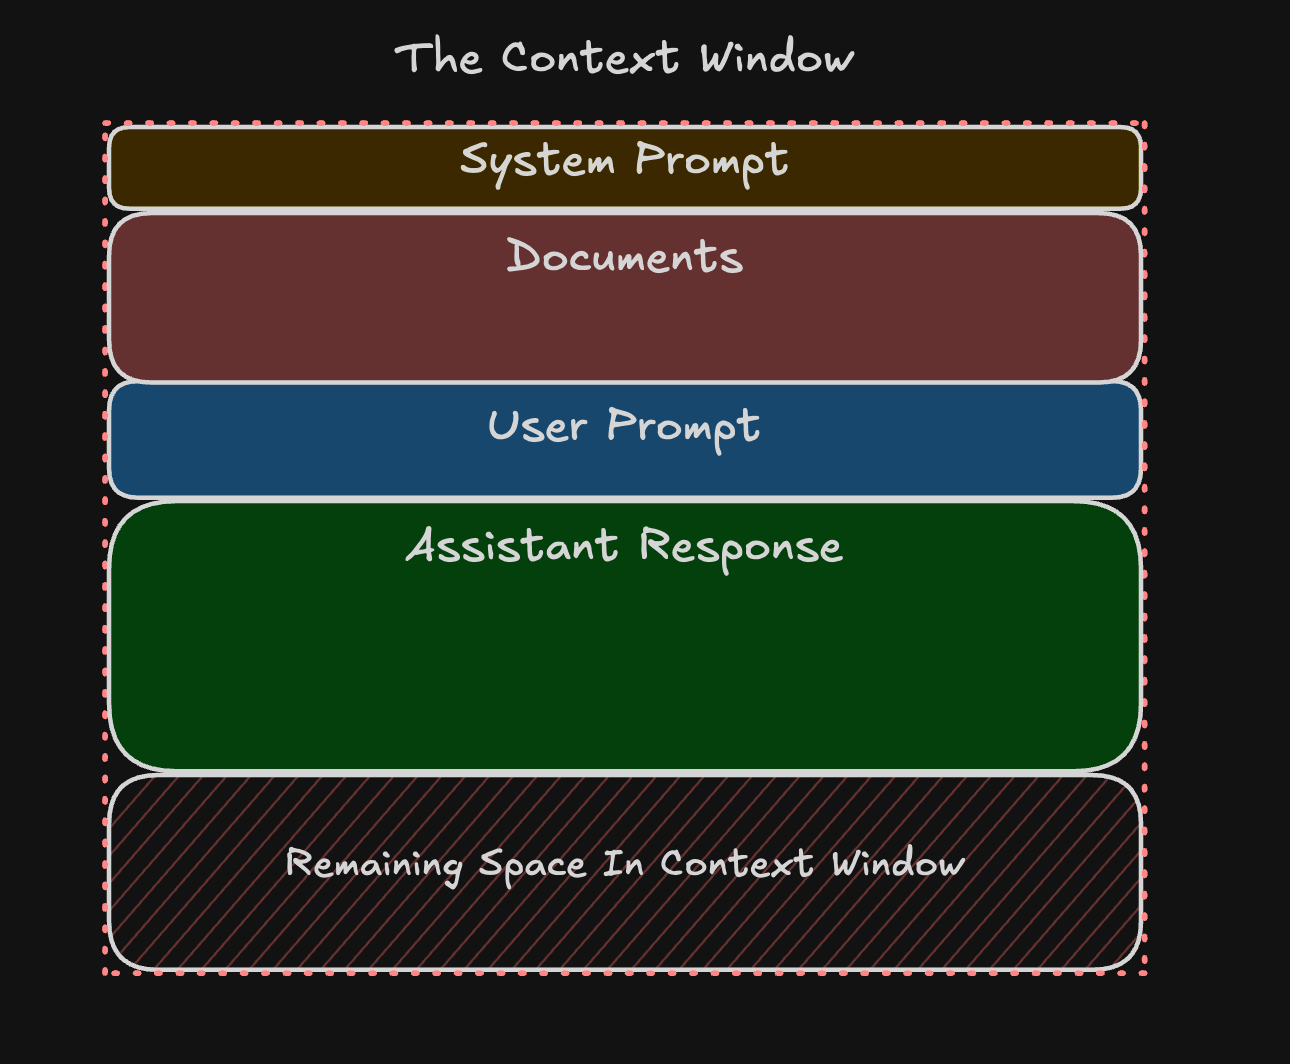 The Context Window
System Prompt
Documents
User Prompt
Assistant Response
Remaining Space In Context Window